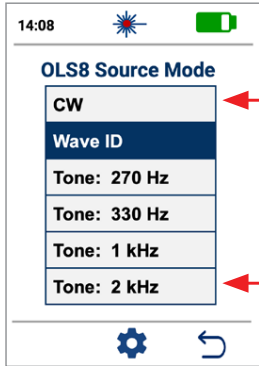 14:08
OLS8 Source Mode
CW
Wave ID
Tone: 270 Hz
Tone: 330 Hz
Tone: 1 kHz
Tone: 2 kHz